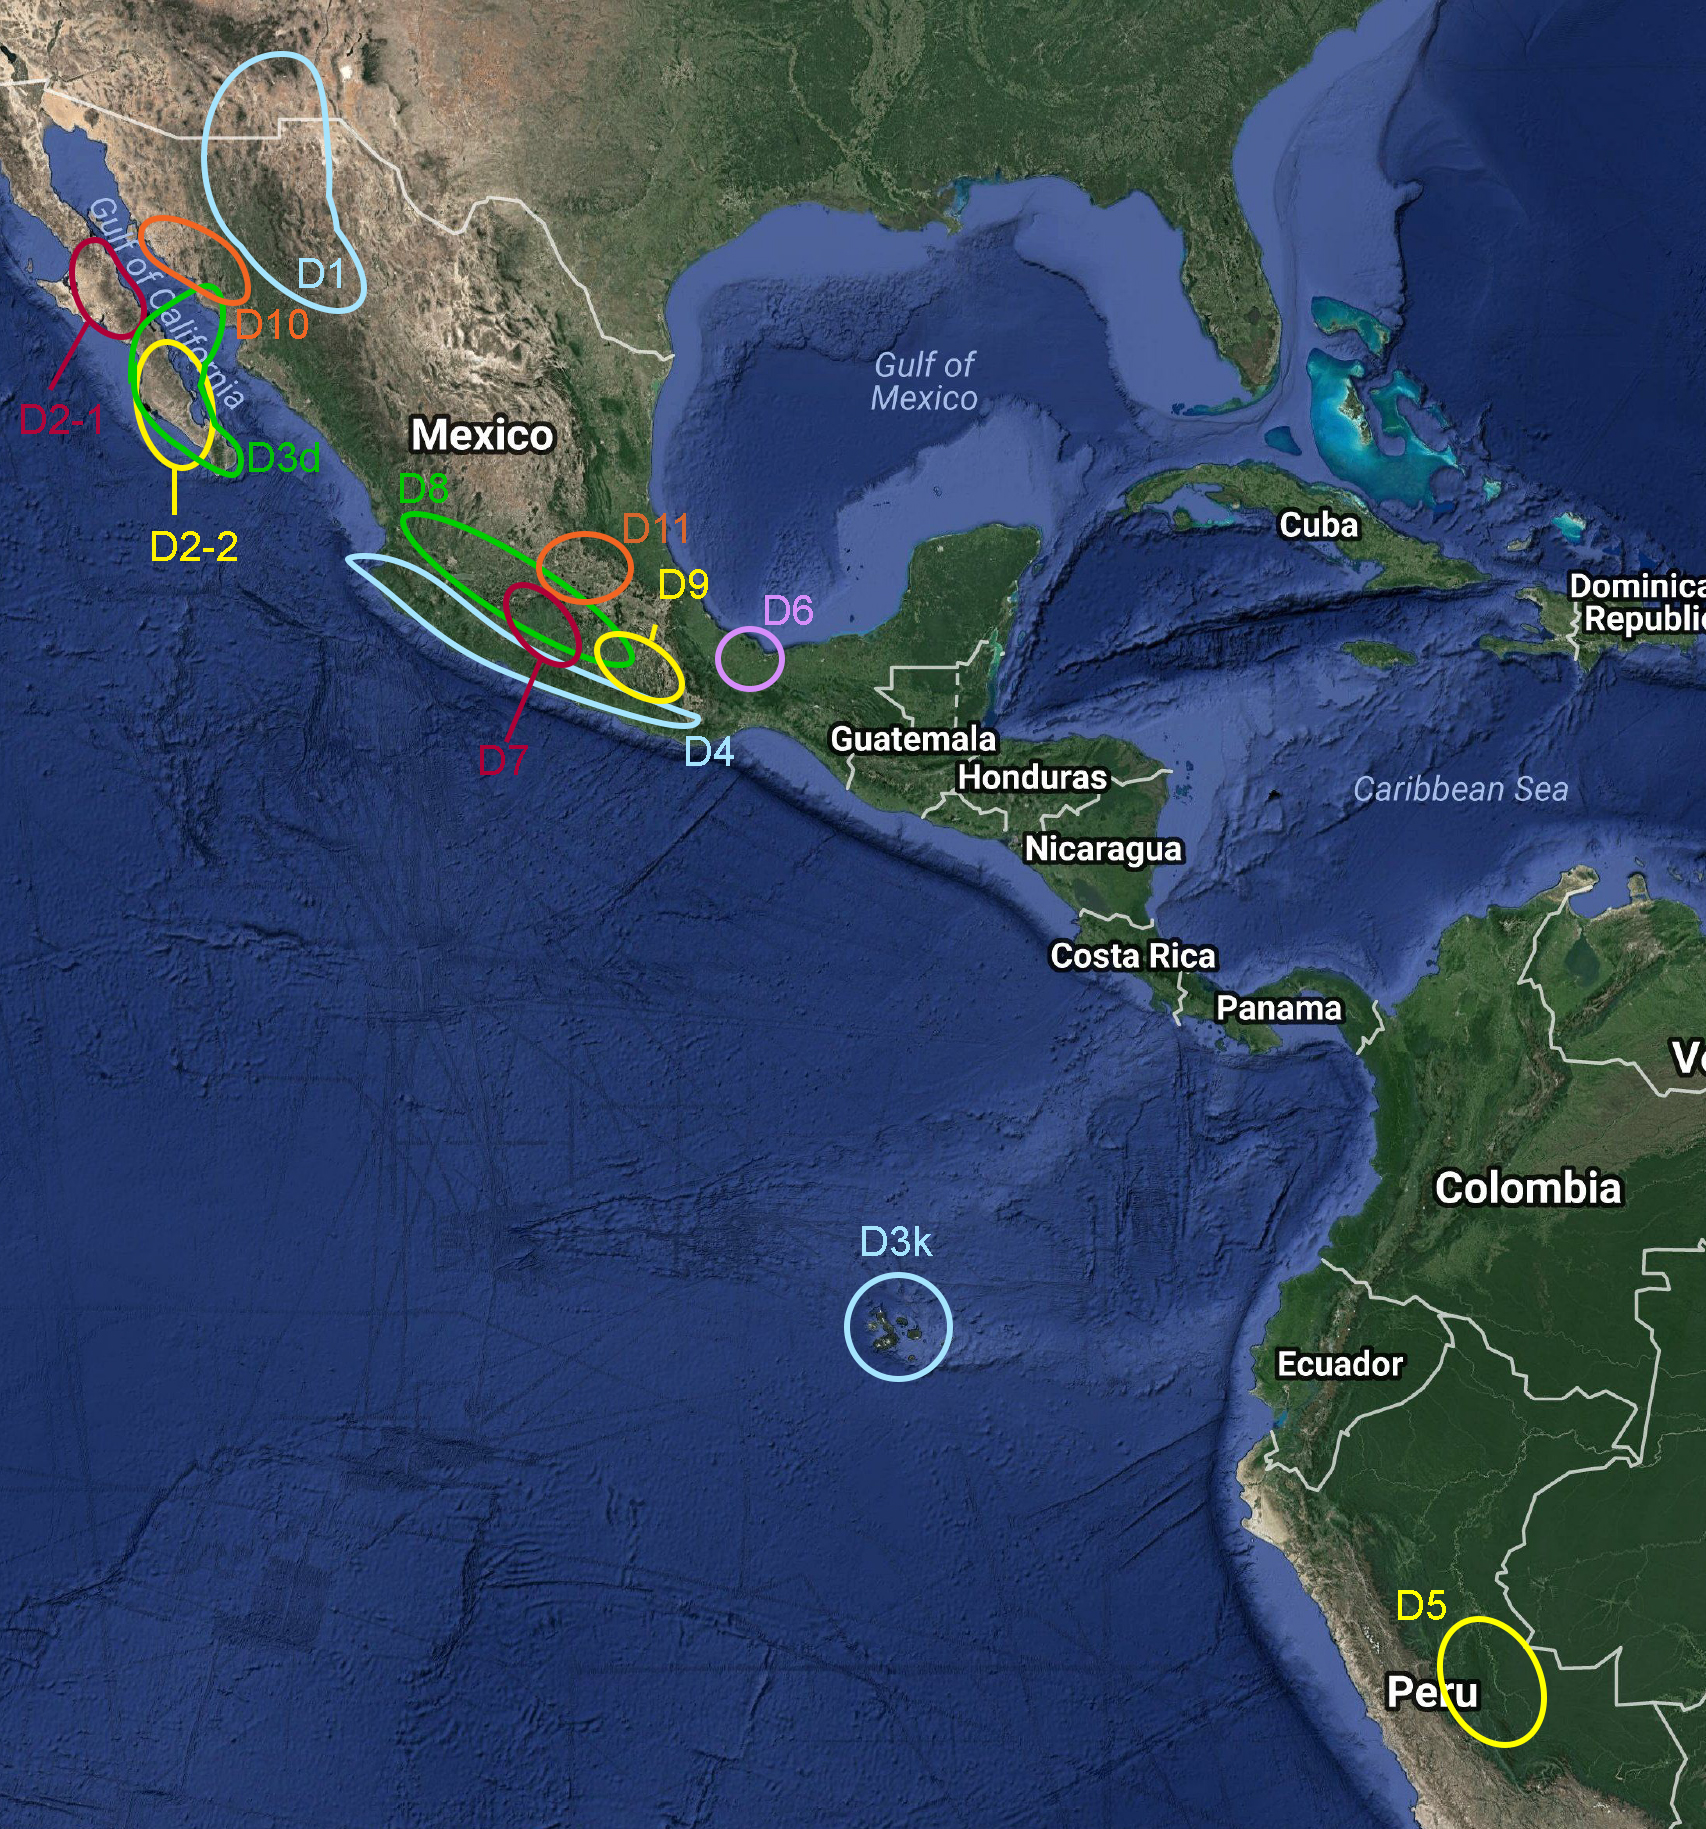 D1
Gulf of California
D10
D2-1
D3d
D2-2
Mexico
Gulf of
Mexico
D8
D11
D9
D6
D7
D4
Cuba
Dominica
Republi
Guatemala
Honduras
Nicaragua
Caribbean Sea
Costa Rica
Panama
Ve
Colombia
D3k
Ecuador
D5
Peru